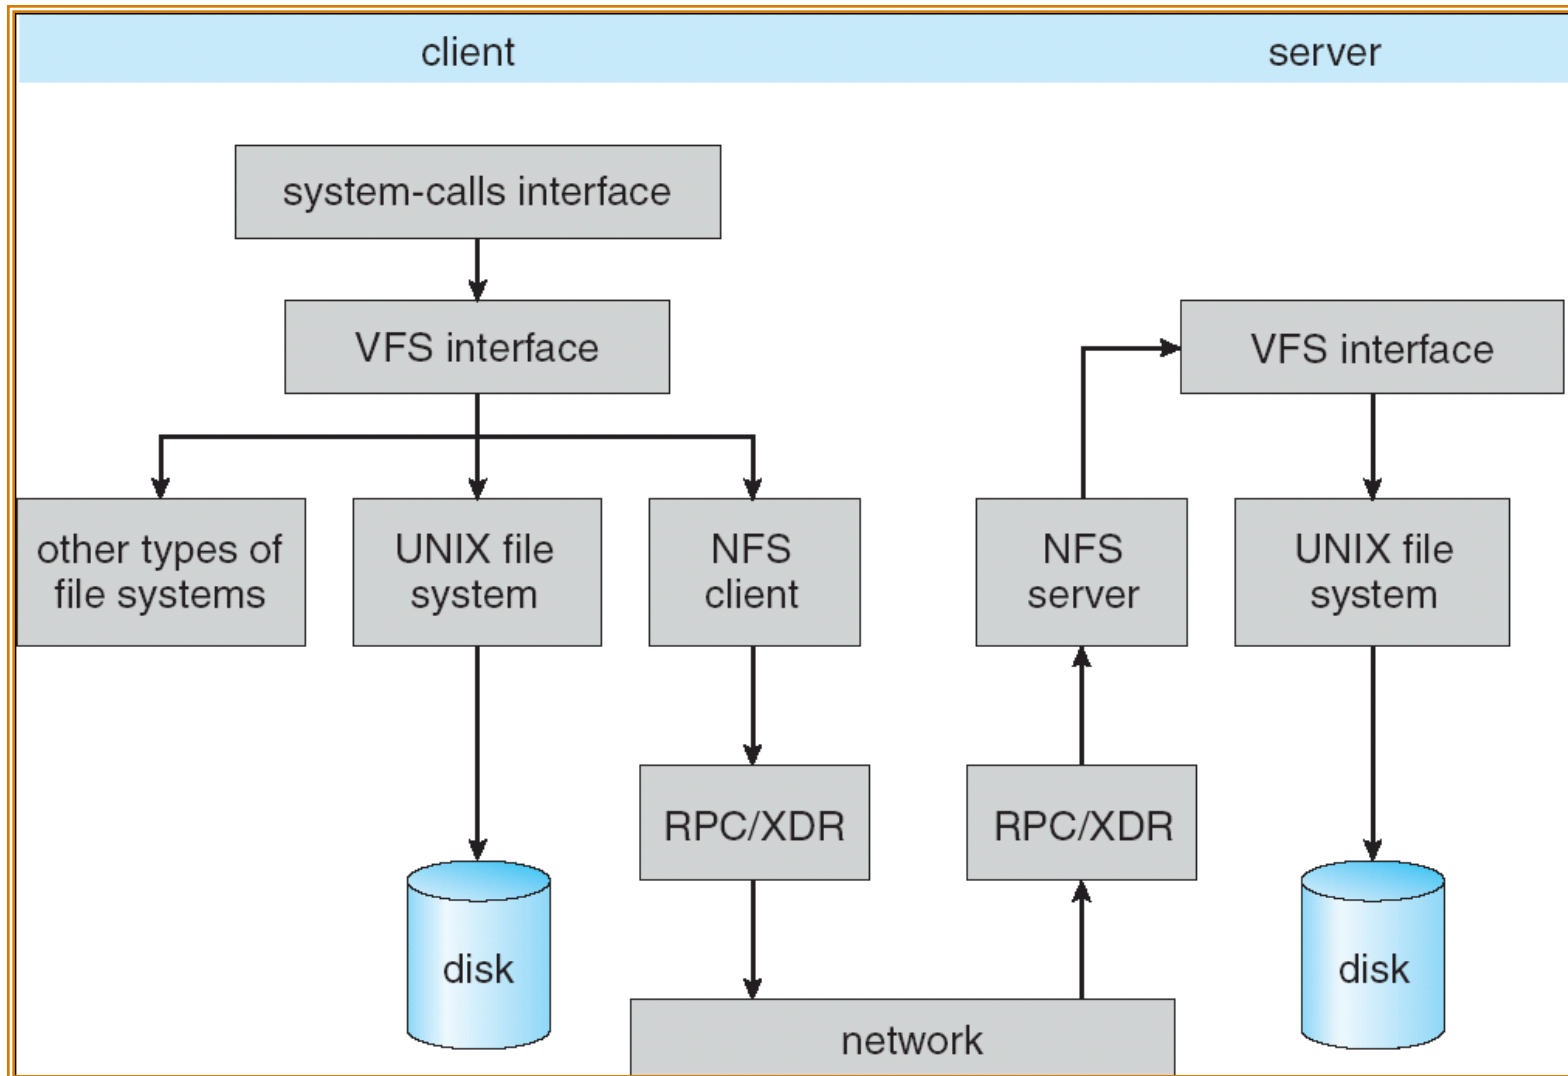 client
server
system-calls interface
VFS interface
VFS interface
other types of
file systems
UNIX file
system
NFS
client
NFS
server
UNIX file
system
RPC/XDR
RPC/XDR
disk
disk
network